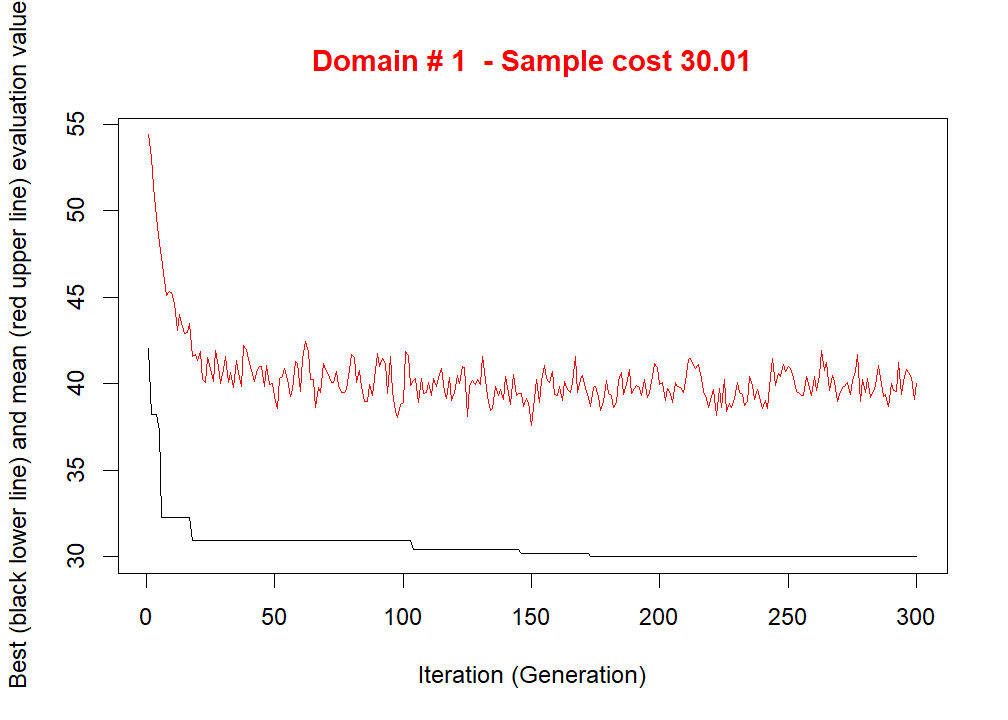 Domain # 1  - Sample cost 30.01
Best (black lower line) and mean (red upper line) evaluation value
55
50
45
40
35
30
0 50 100 150 200 250 300
Iteration (Generation)